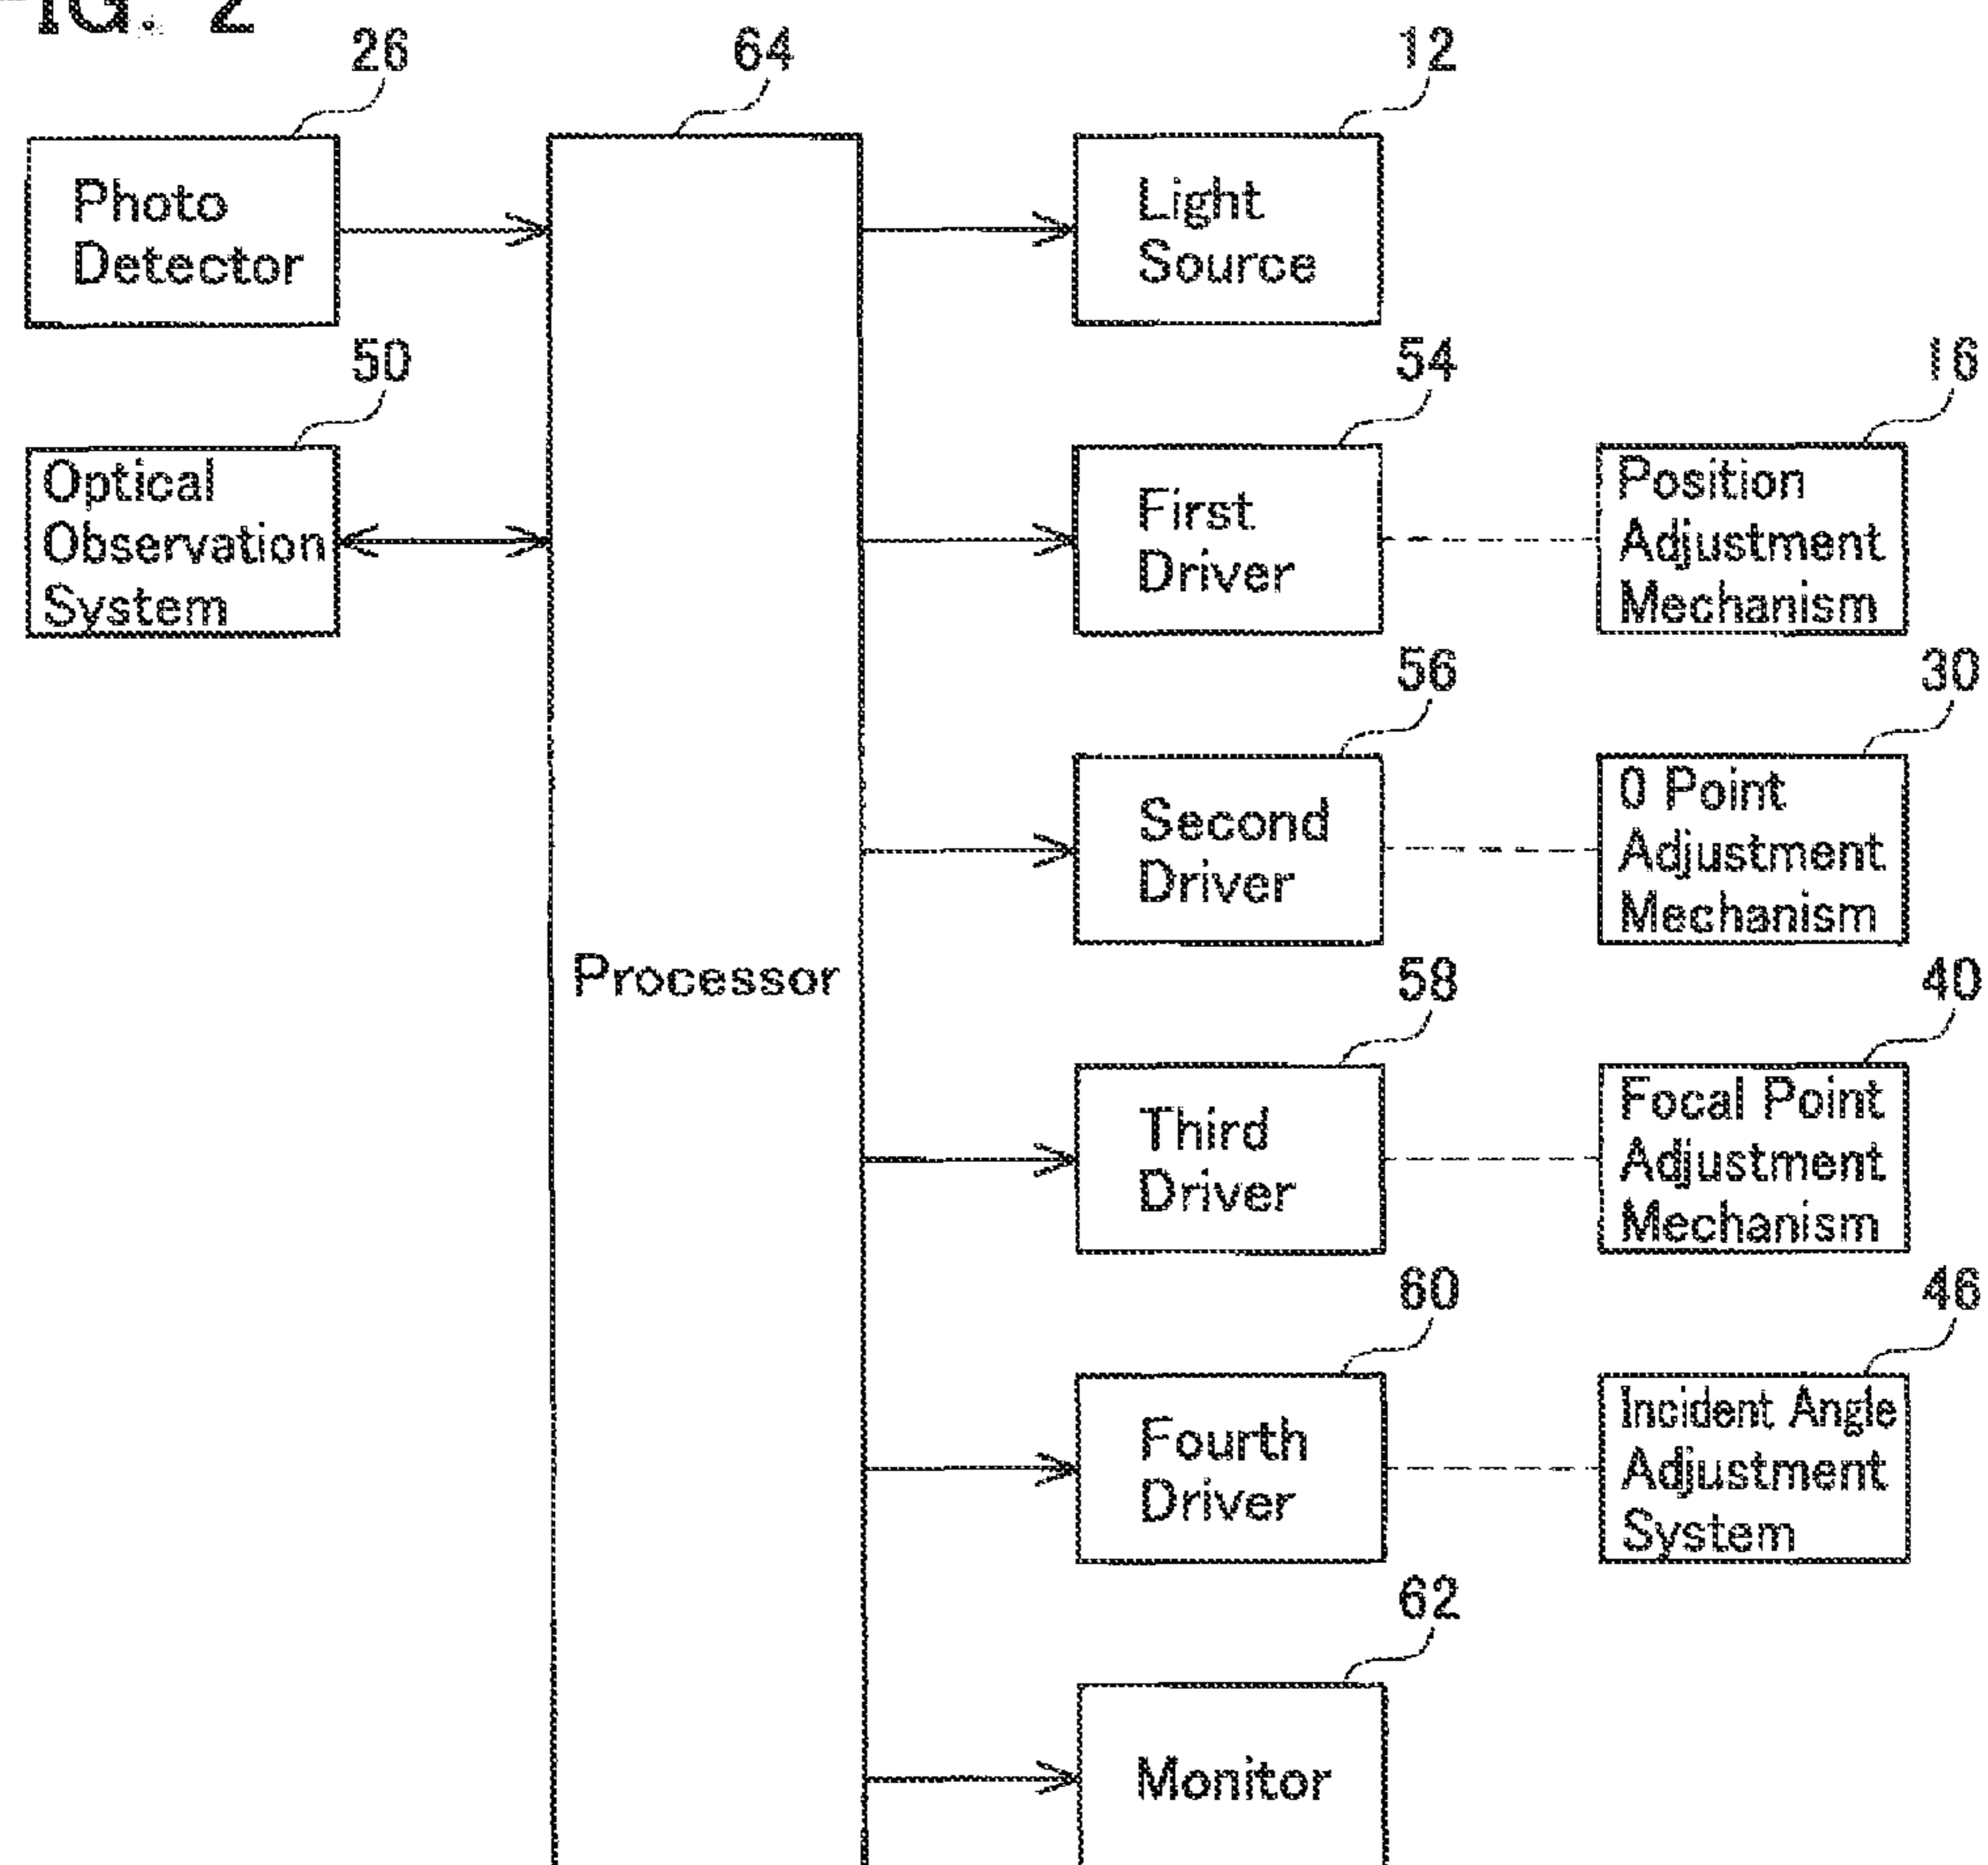 FIG. 2
26
64
12
Photo
Detector
Light
Source
50
54
16
Optical
Observation
System
First
Driver
Position
Adjustment
Mechanism
56
30
Second
Driver
0 Point
Adjustment
Mechanism
Processor
58
40
Third
Driver
Focal Point
Adjustment
Mechanism
60
46
Fourth
Driver
Incident Angle
Adjustment
System
62
Monitor